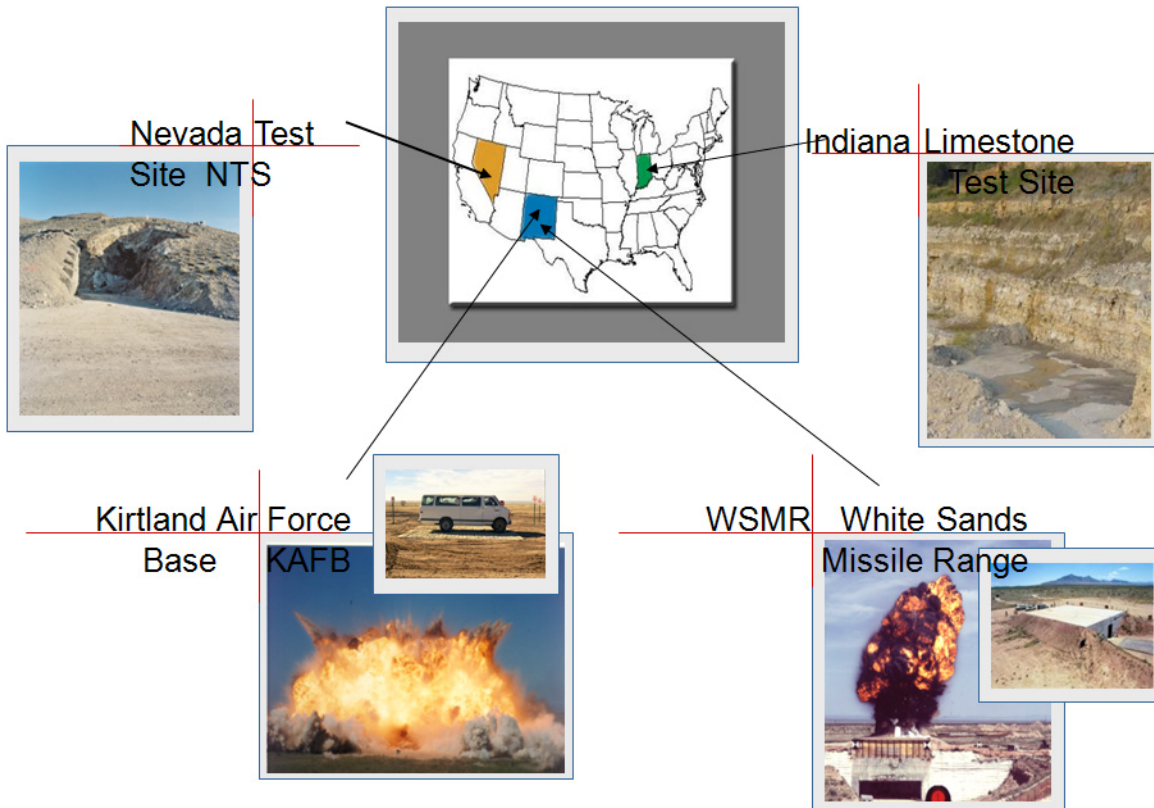 Nevada Test
Site NTS
Indiana Limestone
Test Site
Kirtland Air Force
Base KAFB
WSMR White Sands
Missile Range